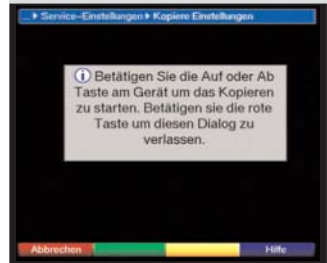 ... ▸ Service-Einstellungen ▸ Kopiere Einstellungen
i Betätigen Sie die Auf oder Ab
Taste am Gerät um das Kopieren
zu starten. Betätigen sie die rote
Taste um diesen Dialog zu
verlassen.
Abbrechen Hilfe